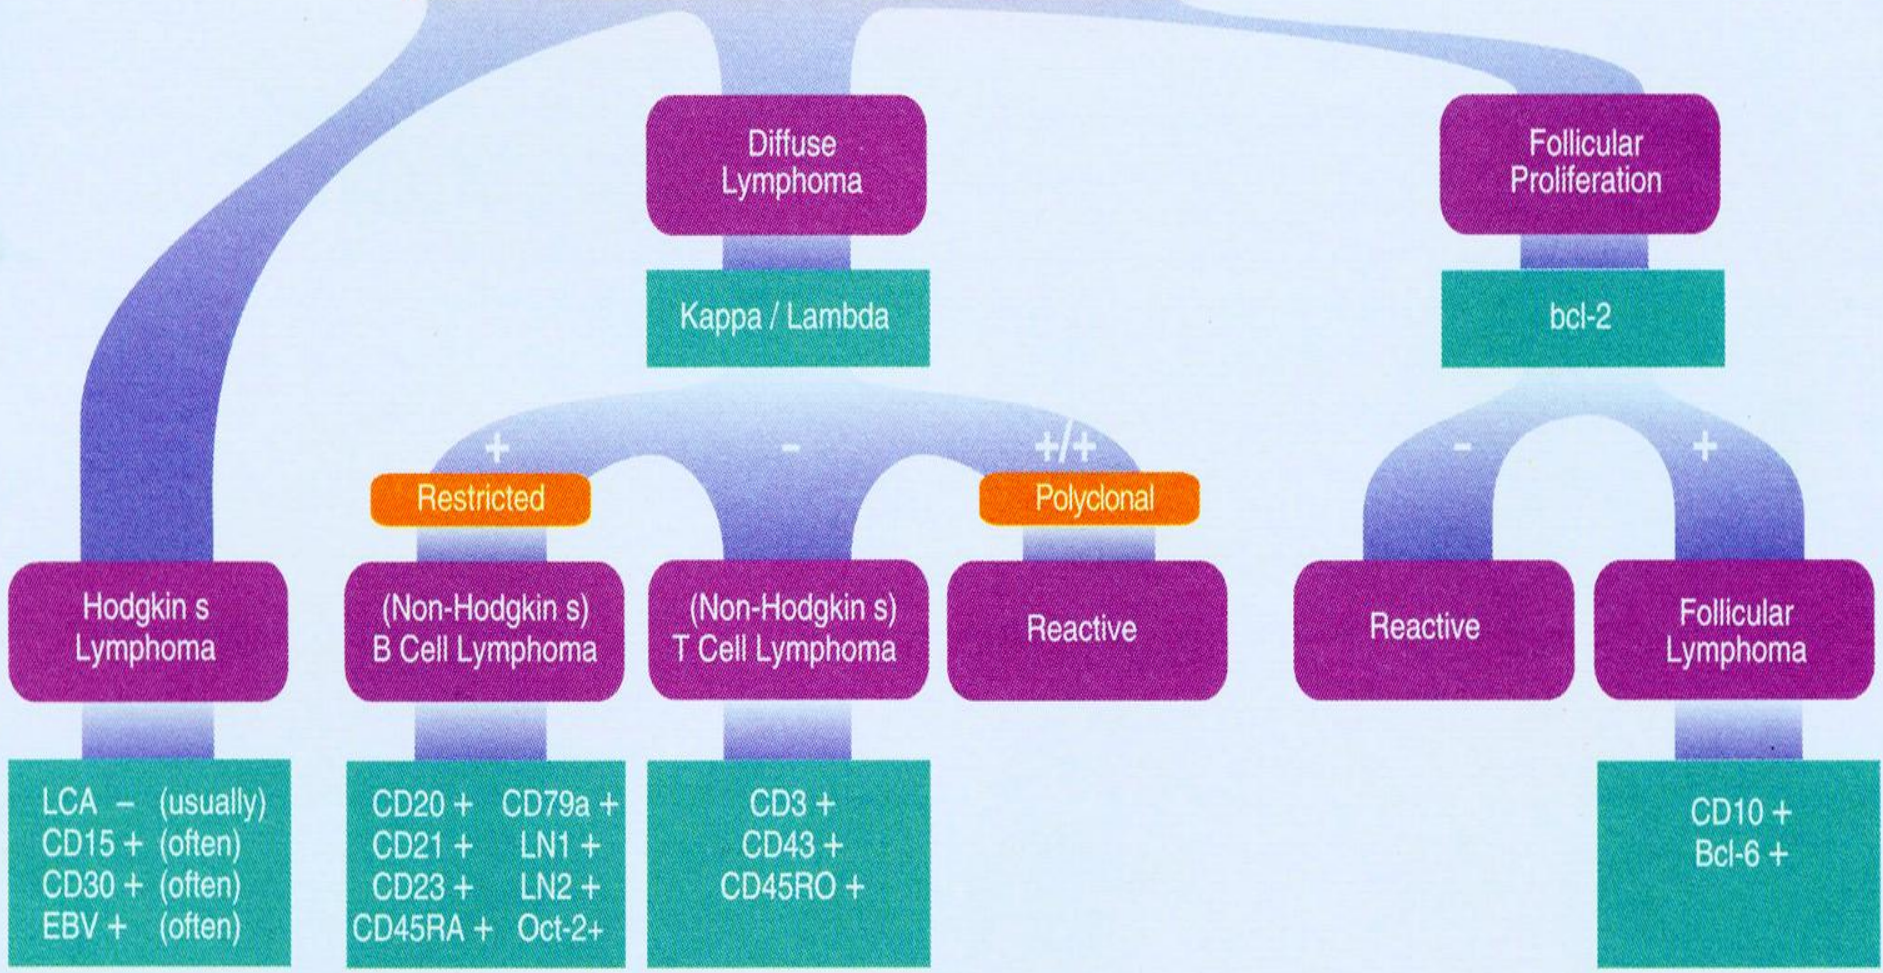 Diffuse
Lymphoma
Follicular
Proliferation
Kappa / Lambda
bcl-2
+
-
+/+
-
+
Restricted
Polyclonal
Hodgkin s
Lymphoma
(Non-Hodgkin s)
B Cell Lymphoma
(Non-Hodgkin s)
T Cell Lymphoma
Reactive
Reactive
Follicular
Lymphoma
LCA – (usually)
CD15 + (often)
CD30 + (often)
EBV + (often)
CD20 + CD79a +
CD21 + LN1 +
CD23 + LN2 +
CD45RA + Oct-2+
CD3 +
CD43 +
CD45RO +
CD10 +
Bcl-6 +